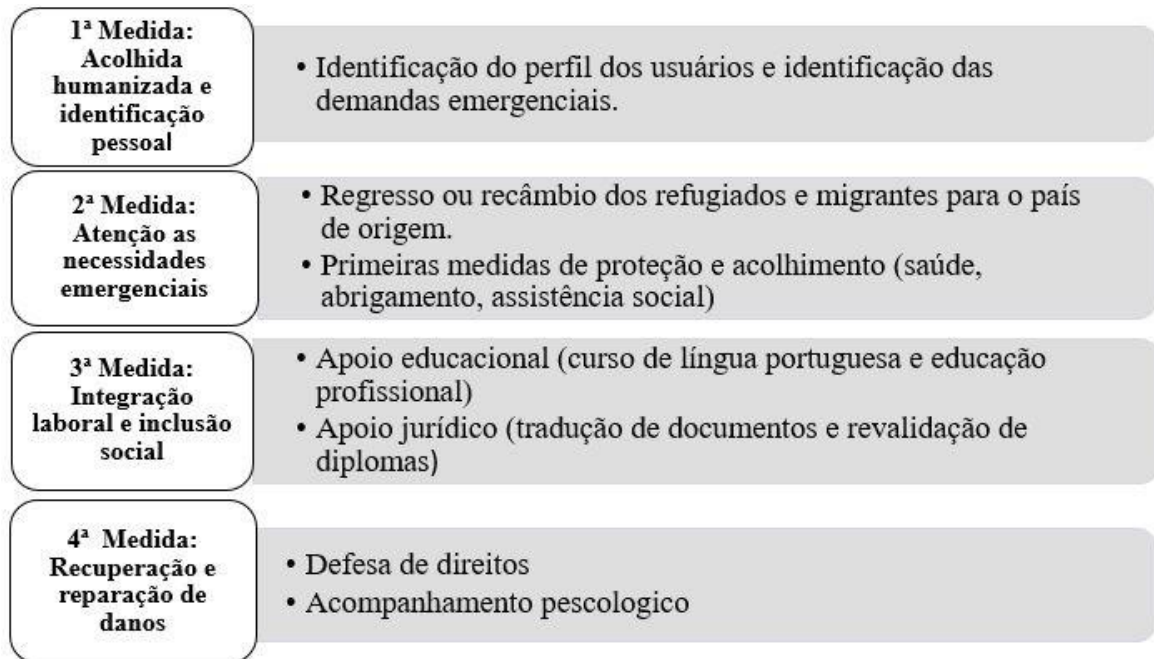 1ª Medida:
Acolhida
humanizada e
identificação
pessoal
• Identificação do perfil dos usuários e identificação das
demandas emergenciais.
2ª Medida:
Atenção as
necessidades
emergenciais
• Regresso ou recâmbio dos refugiados e migrantes para o país
de origem.
• Primeiras medidas de proteção e acolhimento (saúde,
abrigamento, assistência social)
3ª Medida:
Integração
laboral e inclusão
social
• Apoio educacional (curso de língua portuguesa e educação
profissional)
• Apoio jurídico (tradução de documentos e revalidação de
diplomas)
4ª Medida:
Recuperação e
reparação de
danos
• Defesa de direitos
• Acompanhamento pescologico